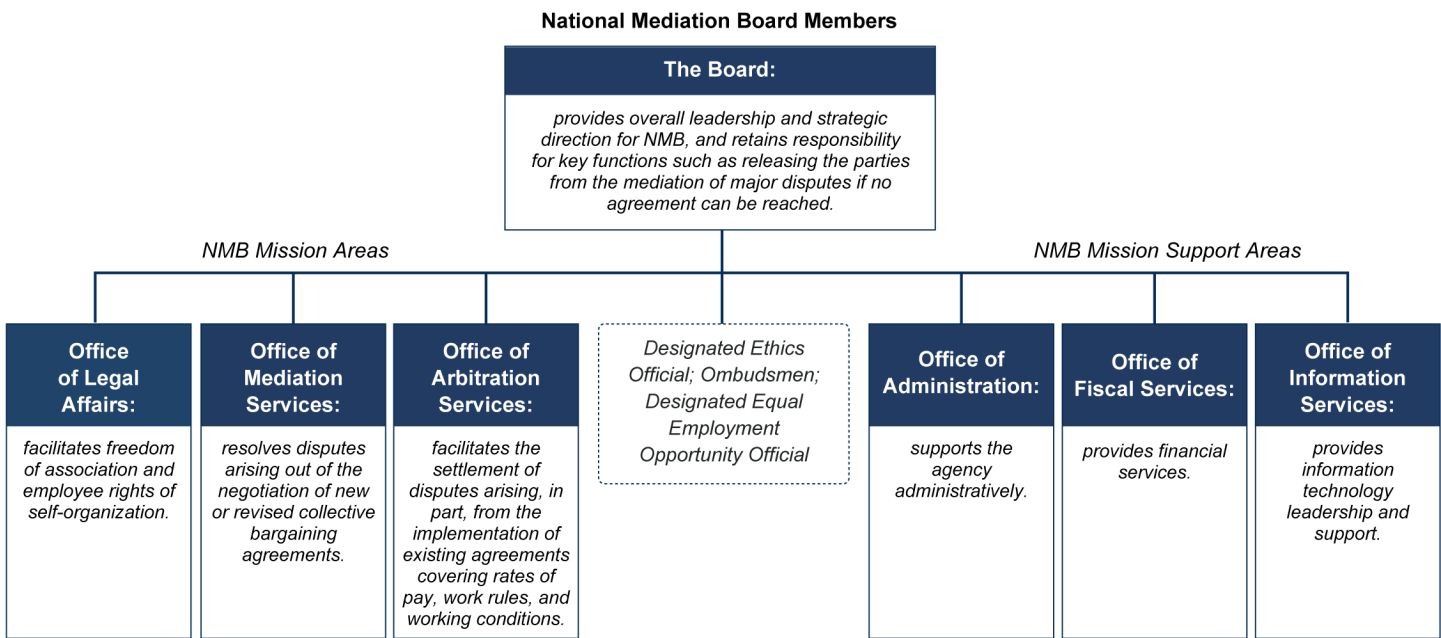 National Mediation Board Members
The Board:
provides overall leadership and strategic
direction for NMB, and retains responsibility
for key functions such as releasing the parties
from the mediation of major disputes if no
agreement can be reached.
NMB Mission Areas
NMB Mission Support Areas
Office
of Legal
Affairs:
facilitates freedom
of association and
employee rights of
self-organization.
Office of
Mediation
Services:
resolves disputes
arising out of the
negotiation of new
or revised collective
bargaining
agreements.
Office of
Arbitration
Services:
facilitates the
settlement of
disputes arising, in
part, from the
implementation of
existing agreements
covering rates of
pay, work rules, and
working conditions.
Designated Ethics
Official; Ombudsmen;
Designated Equal
Employment
Opportunity Official
Office of
Administration:
supports the
agency
administratively.
Office of
Fiscal Services:
provides financial
services.
Office of
Information
Services:
provides
information
technology
leadership and
support.